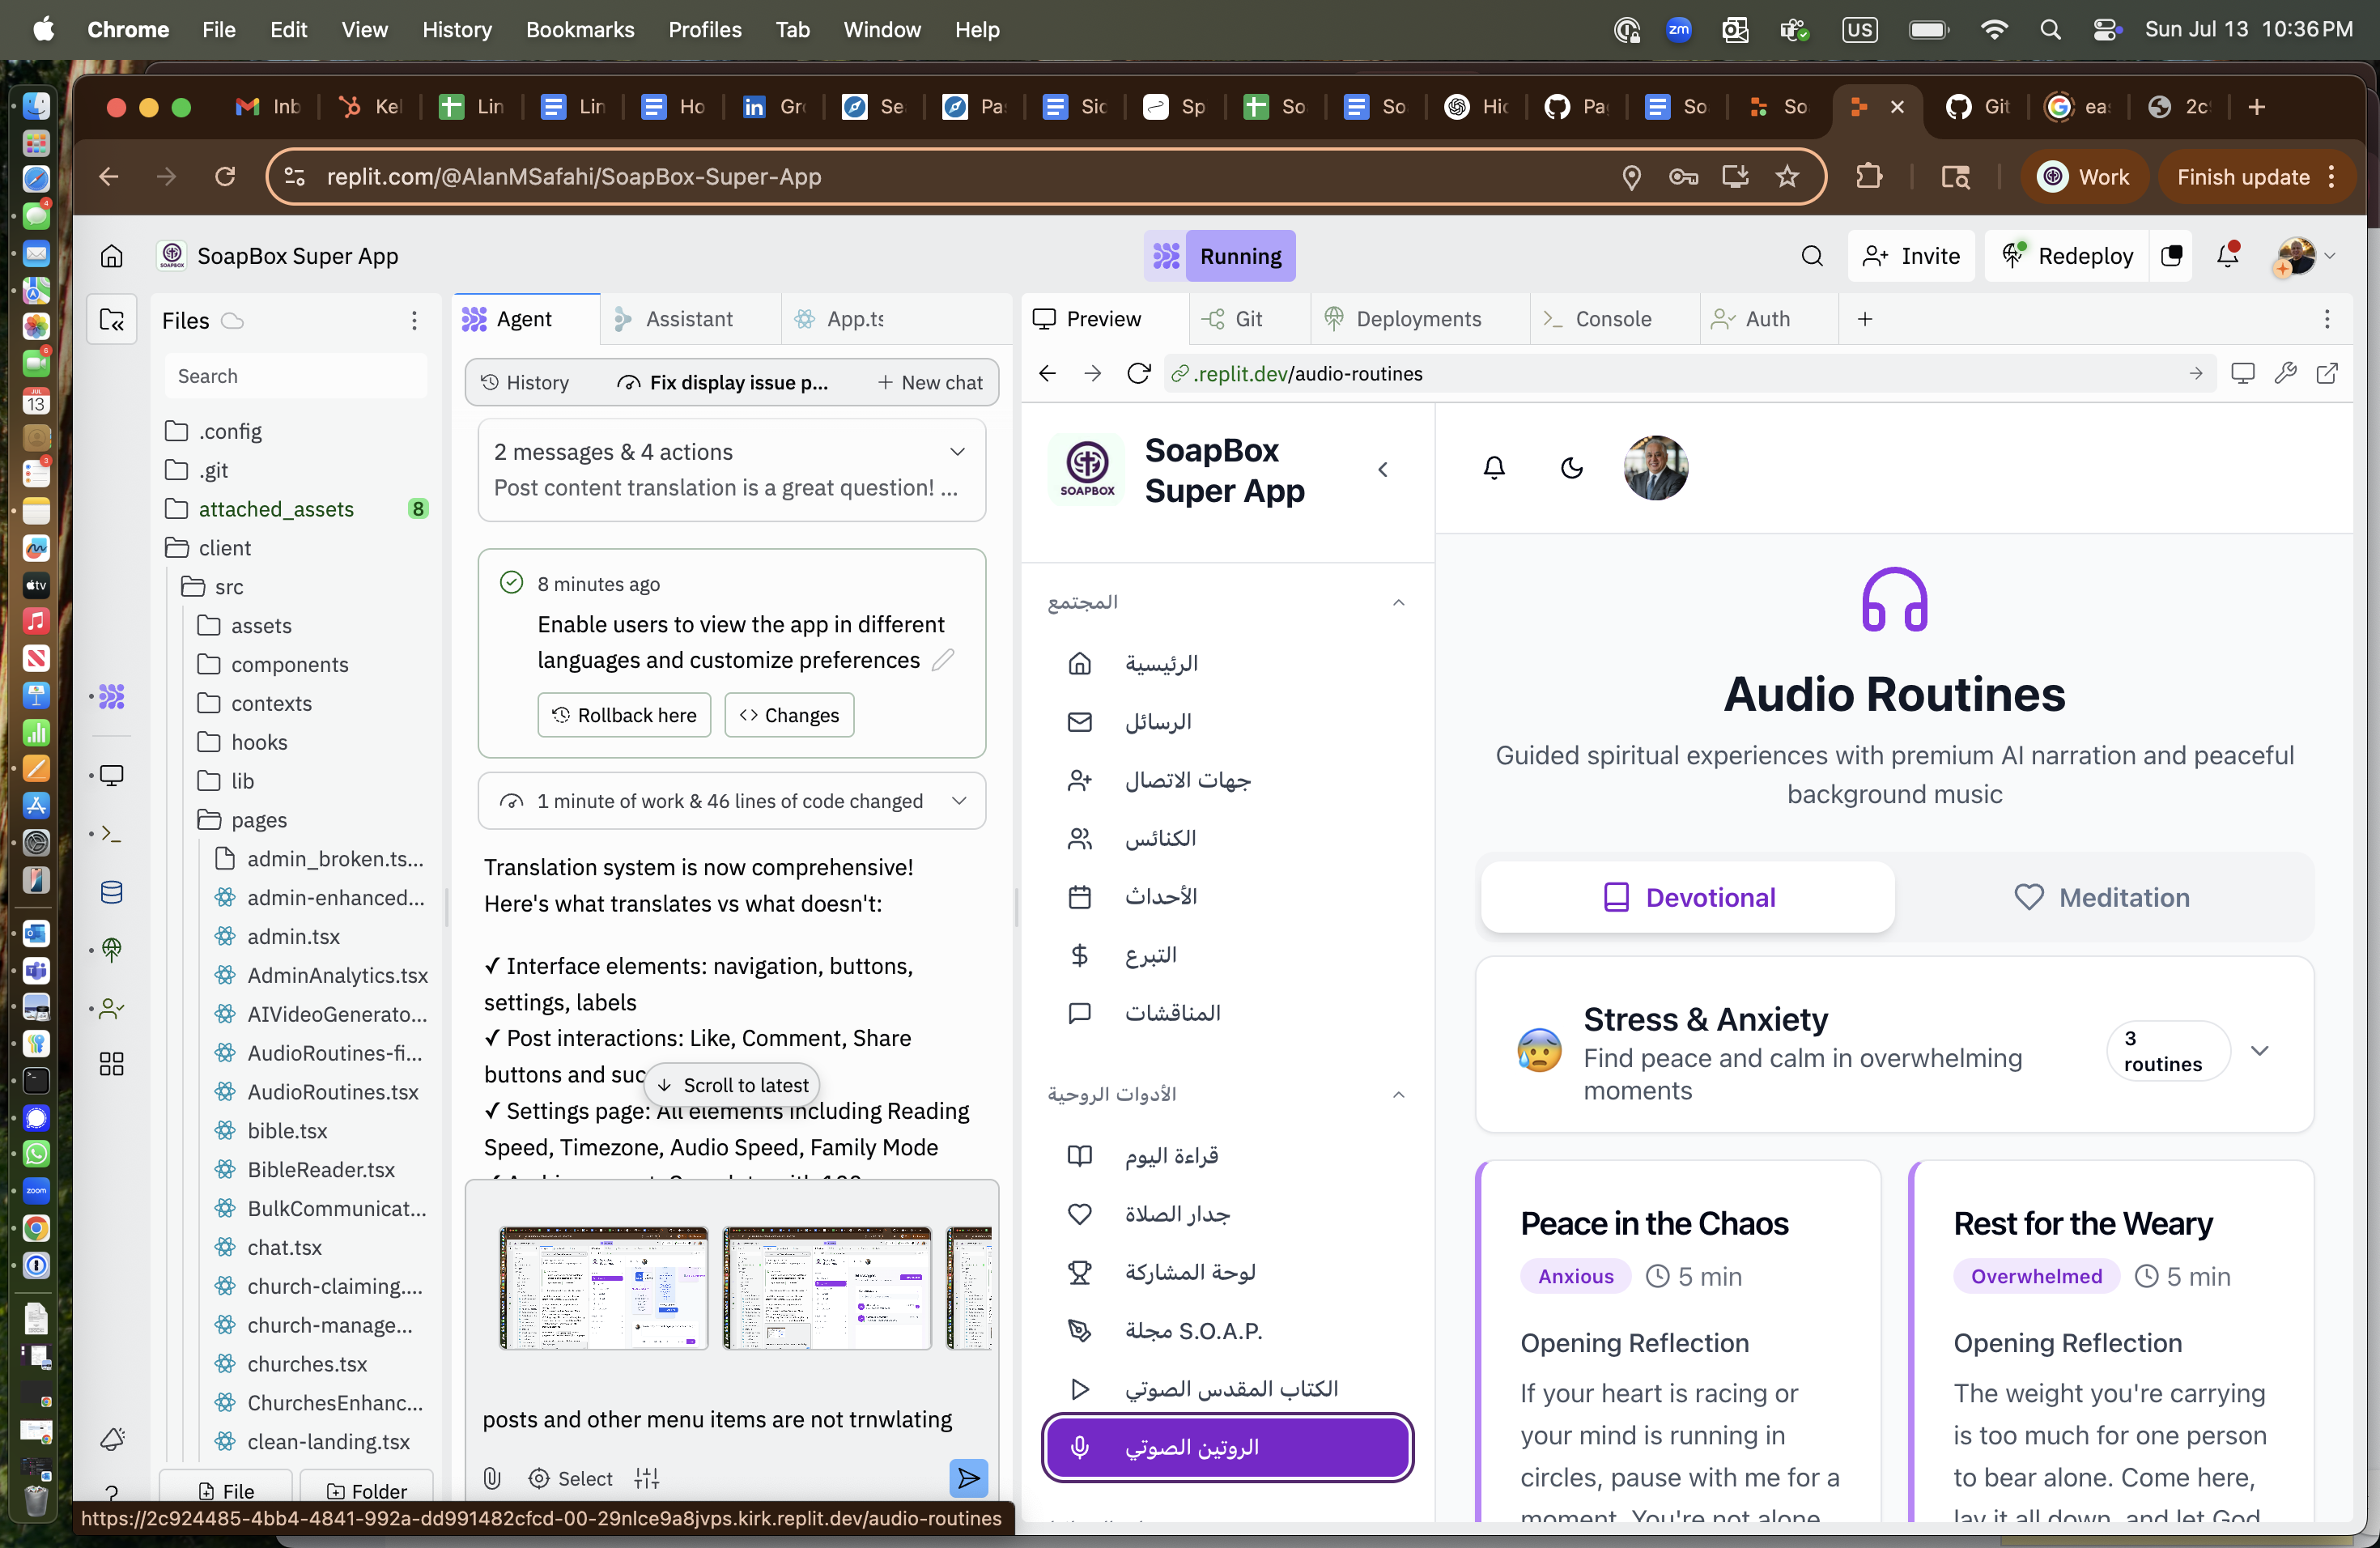 Chrome File Edit View History Bookmarks Profiles Tab Window Help
zm US Sun Jul 13 10:36 PM
Inb Kel Lin Lin Ho Gr Se Pa Sic Sp So So Hic Pa So So Git ea 2c
replit.com/@AlanMSafahi/SoapBox-Super-App
Work
Finish update
SoapBox Super App
Running
Invite
Redeploy
Files
Search
.config
.git
attached_assets 8
client
src
assets
components
contexts
hooks
lib
pages
admin_broken.ts...
admin-enhanced...
admin.tsx
AdminAnalytics.tsx
AIVideoGenerato...
AudioRoutines-fi...
AudioRoutines.tsx
bible.tsx
BibleReader.tsx
BulkCommunicat...
chat.tsx
church-claiming....
church-manage...
churches.tsx
ChurchesEnhanc...
clean-landing.tsx
File
Folder
Agent
Assistant
App.ts
History
Fix display issue p...
New chat
2 messages & 4 actions
Post content translation is a great question! ...
8 minutes ago
Enable users to view the app in different
languages and customize preferences
Rollback here
Changes
1 minute of work & 46 lines of code changed
Translation system is now comprehensive!
Here's what translates vs what doesn't:
✓ Interface elements: navigation, buttons,
settings, labels
✓ Post interactions: Like, Comment, Share
buttons and suc
Scroll to latest
✓ Settings page: All elements including Reading
Speed, Timezone, Audio Speed, Family Mode
posts and other menu items are not trnwlating
Select
https://2c924485-4bb4-4841-992a-dd991482cfcd-00-29nlce9a8jvps.kirk.replit.dev/audio-routines
Preview
Git
Deployments
Console
Auth
.replit.dev/audio-routines
SOAPBOX
SoapBox
Super App
المجتمع
الرئيسية
الرسائل
جهات الاتصال
الكنائس
الأحداث
التبرع
المناقشات
الأدوات الروحية
قراءة اليوم
جدار الصلاة
لوحة المشاركة
مجلة S.O.A.P.
الكتاب المقدس الصوتي
الروتين الصوتي
Audio Routines
Guided spiritual experiences with premium AI narration and peaceful
background music
Devotional
Meditation
Stress & Anxiety
Find peace and calm in overwhelming
moments
3
routines
Peace in the Chaos
Anxious 5 min
Opening Reflection
If your heart is racing or
your mind is running in
circles, pause with me for a
moment. You're not alone
Rest for the Weary
Overwhelmed 5 min
Opening Reflection
The weight you're carrying
is too much for one person
to bear alone. Come here,
lay it all down, and let God